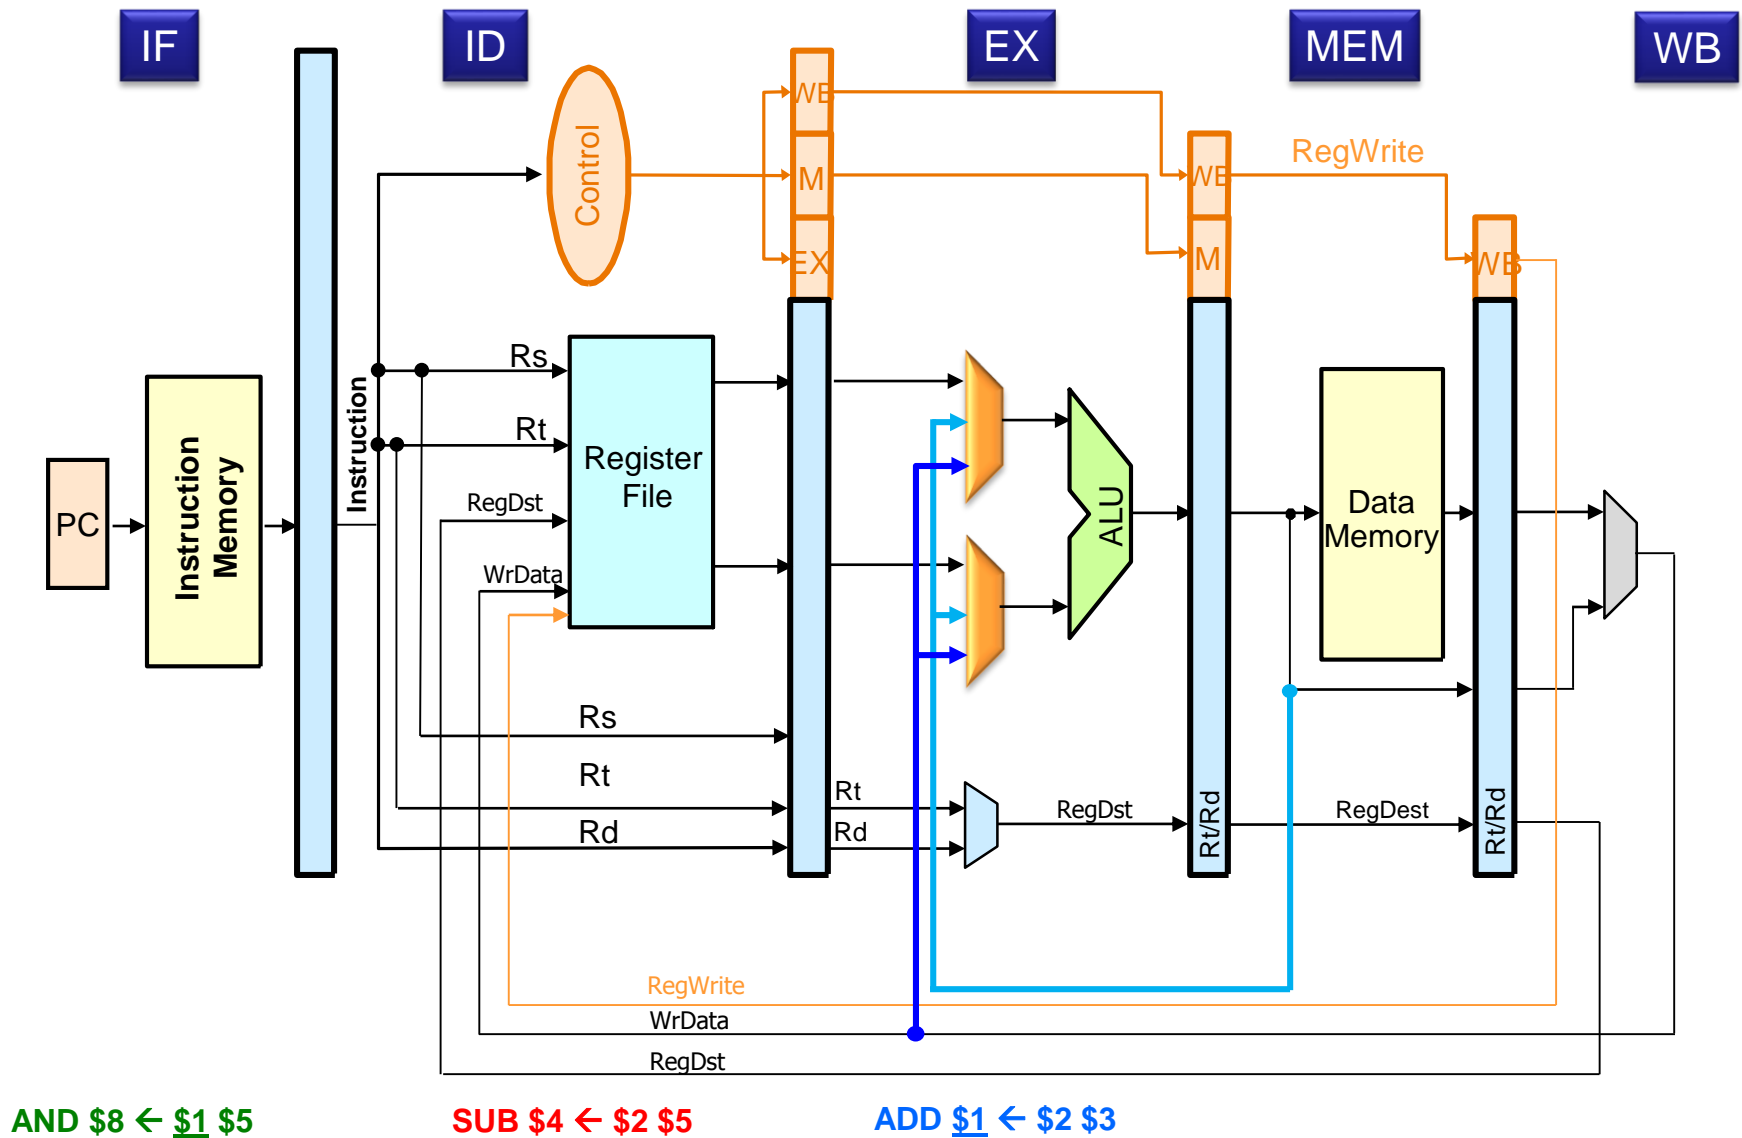 IF
ID
EX
MEM
WB
Control
WB
M
EX
WB
M
RegWrite
WB
Rs
Rt
RegDst
WrData
Register
File
Instruction
Instruction
Memory
PC
ALU
Data
Memory
Rs
Rt
Rd
Rt
Rd
RegDst
Rt/Rd
RegDest
Rt/Rd
RegWrite
WrData
RegDst
AND $8 ← $1 $5
SUB $4 ← $2 $5
ADD $1 ← $2 $3